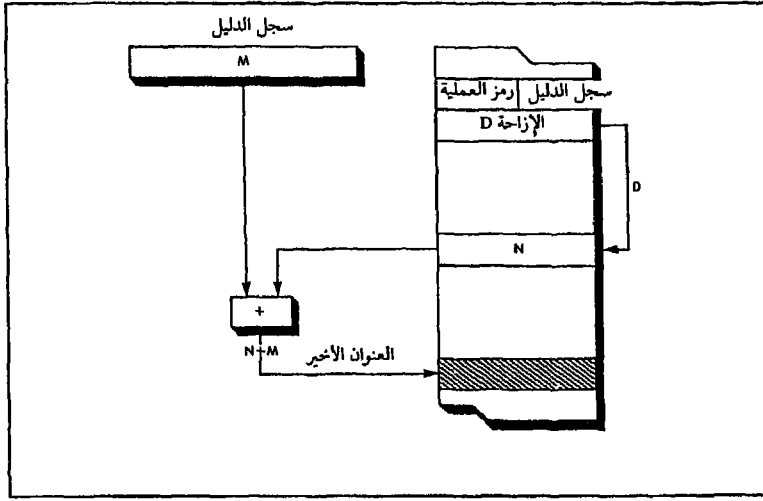 سجل الدليل
M
رمز العملية
سجل الدليل
الإزاحة D
D
N
+
N+M
العنوان الأخير